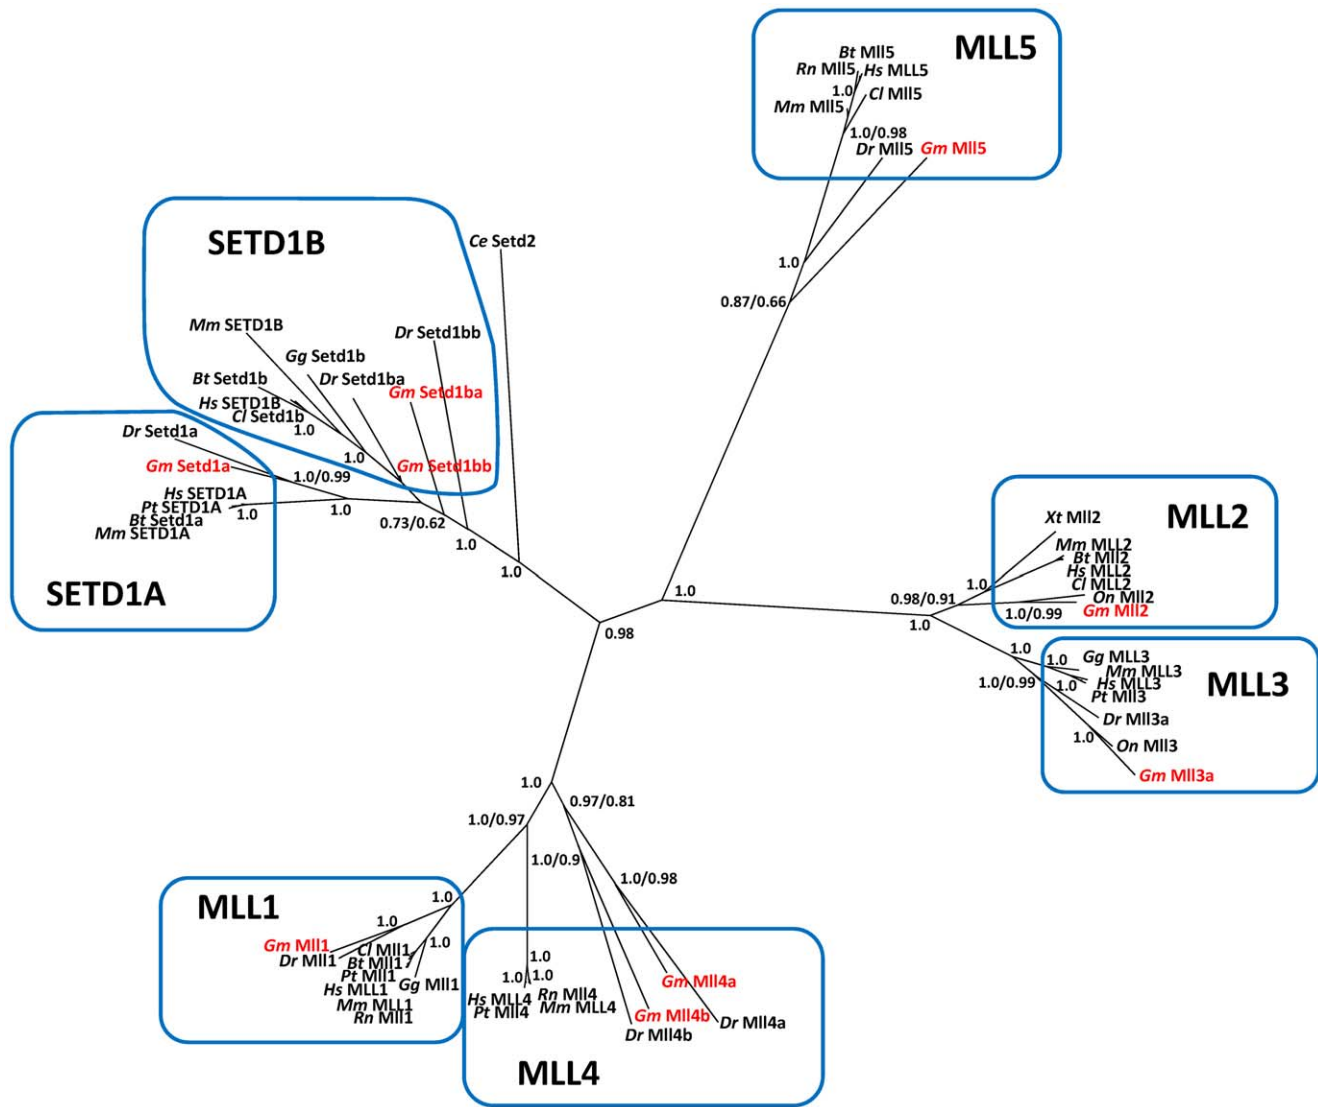 MLL5
Bt Mll5
Rn Mll5
Hs MLL5
1.0
Cl Mll5
Mm Mll5
1.0/0.98
Dr Mll5
Gm Mll5
1.0
0.87/0.66
SETD1B
Ce Setd2
Mm SETD1B
Dr Setd1bb
Gg Setd1b
Bt Setd1b
Dr Setd1ba
Gm Setd1ba
Hs SETD1B
Cl Setd1b
1.0
1.0
Gm Setd1bb
Dr Setd1a
Gm Setd1a
1.0/0.99
Hs SETD1A
Pt SETD1A
1.0
Bt Setd1a
Mm SETD1A
1.0
0.73/0.62
1.0
1.0
SETD1A
0.98
1.0
MLL2
Xt Mll2
Mm MLL2
Bt Mll2
Hs MLL2
Cl MLL2
On Mll2
Gm Mll2
1.0
0.98/0.91
1.0/0.99
1.0
MLL3
1.0
Gg MLL3
1.0
Mm MLL3
Hs MLL3
1.0/0.99
1.0
Pt Mll3
Dr Mll3a
1.0
On Mll3
Gm Mll3a
1.0
0.97/0.81
1.0/0.97
1.0/0.9
1.0/0.98
MLL1
1.0
1.0
Gm Mll1
Dr Mll1
Cl Mll1
1.0
Bt Mll1
Pt Mll1
Hs MLL1
Gg Mll1
Mm MLL1
Rn Mll1
1.0
1.0
1.0
Hs MLL4
Rn Mll4
Pt Mll4
Mm MLL4
Gm Mll4a
Gm Mll4b
Dr Mll4b
Dr Mll4a
MLL4